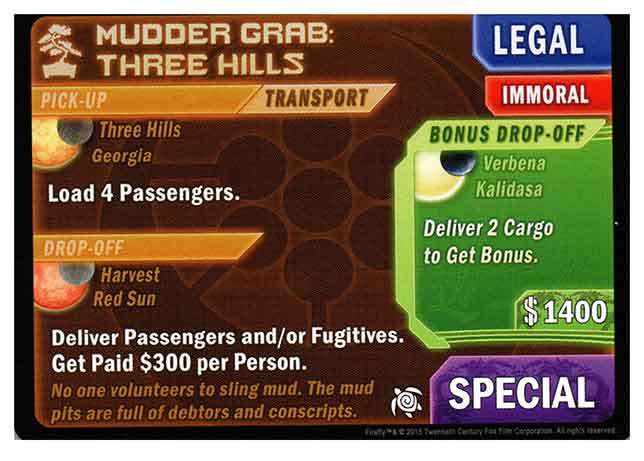 MUDDER GRAB:
THREE HILLS
LEGAL
IMMORAL
PICK-UP
TRANSPORT
Three Hills
Georgia
Load 4 Passengers.
BONUS DROP-OFF
Verbena
Kalidasa
Deliver 2 Cargo
to Get Bonus.
$1400
DROP-OFF
Harvest
Red Sun
Deliver Passengers and/or Fugitives.
Get Paid $300 per Person.
No one volunteers to sling mud. The mud
pits are full of debtors and conscripts.
SPECIAL
Firefly™& © 2015 Twentieth Century Fox Film Corporation. All rights reserved.